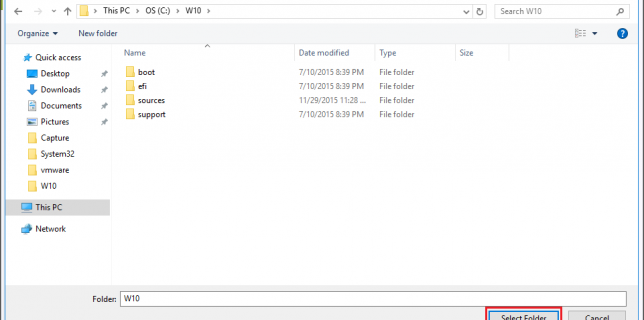 This PC > OS (C:) > W10
Search W10
Organize
New folder
Name Date modified Type Size
Quick access
Desktop
Downloads
Documents
Pictures
Capture
System32
vmware
W10
This PC
Network
boot 7/10/2015 8:39 PM File folder
efi 7/10/2015 8:39 PM File folder
sources 11/29/2015 11:28 ... File folder
support 7/10/2015 8:39 PM File folder
Folder: W10
Select Folder
Cancel